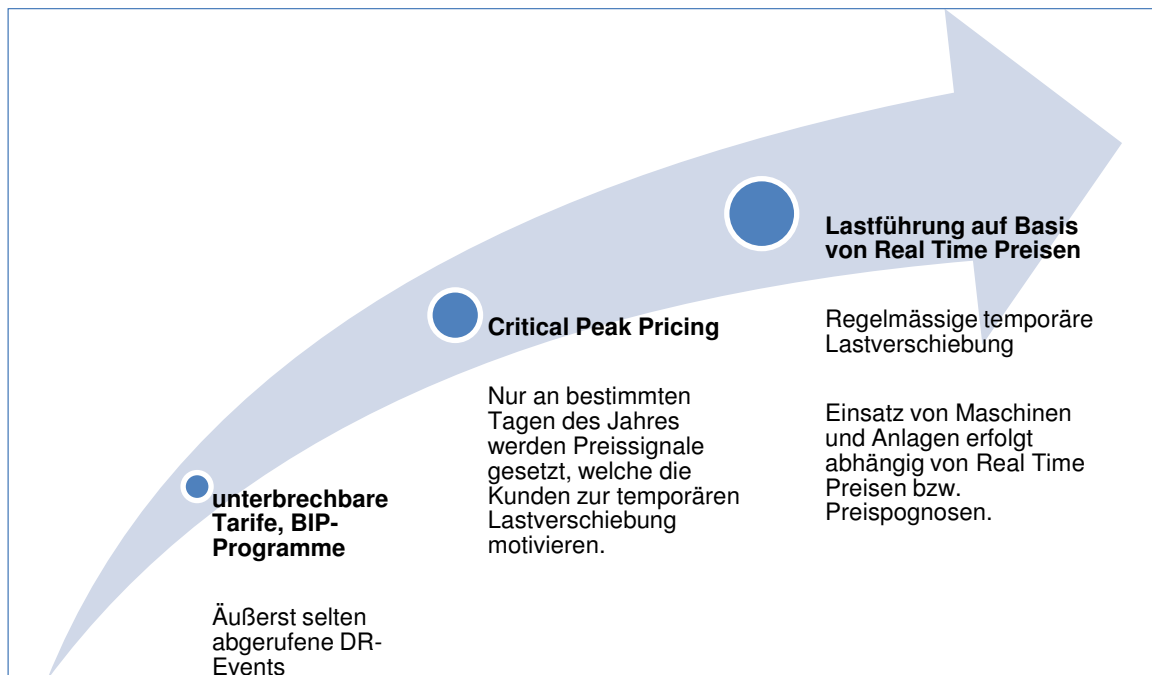 unterbrechbare
Tarife, BIP-
Programme
Äußerst selten
abgerufene DR-
Events
Critical Peak Pricing
Nur an bestimmten
Tagen des Jahres
werden Preissignale
gesetzt, welche die
Kunden zur temporären
Lastverschiebung
motivieren.
Lastführung auf Basis
von Real Time Preisen
Regelmässige temporäre
Lastverschiebung
Einsatz von Maschinen
und Anlagen erfolgt
abhängig von Real Time
Preisen bzw.
Preispognosen.